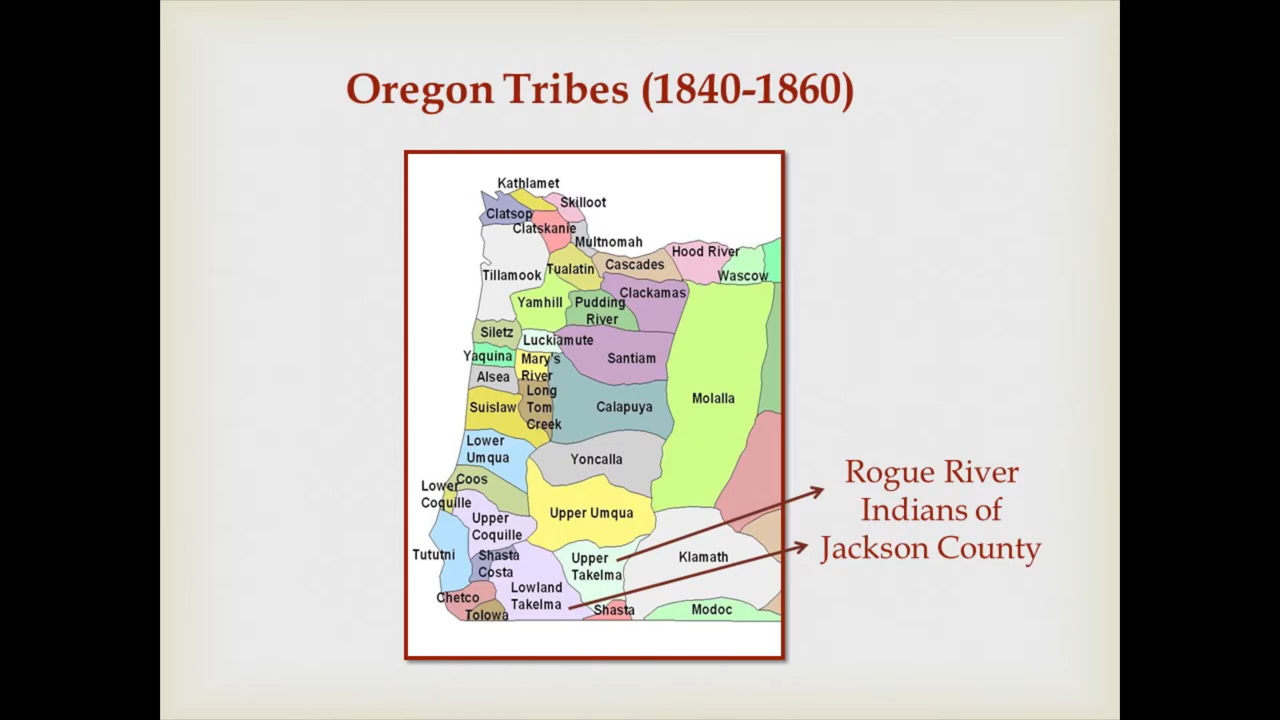 Oregon Tribes (1840-1860)
Kathlamet
Skilloot
Clatsop
Clatskanie
Multnomah
Hood River
Tillamook
Tualatin
Cascades
Wascow
Yamhill
Pudding
River
Clackamas
Siletz
Luckiamute
Yaquina
Mary's
River
Santiam
Alsea
Long
Tom
Creek
Suislaw
Calapuya
Molalla
Lower
Umqua
Yoncalla
Coos
Lower
Coquille
Upper
Coquille
Upper Umqua
Tututni
Shasta
Costa
Upper
Takelma
Klamath
Chetco
Lowland
Takelma
Tolowa
Shasta
Modoc
Rogue River
Indians of
Jackson County